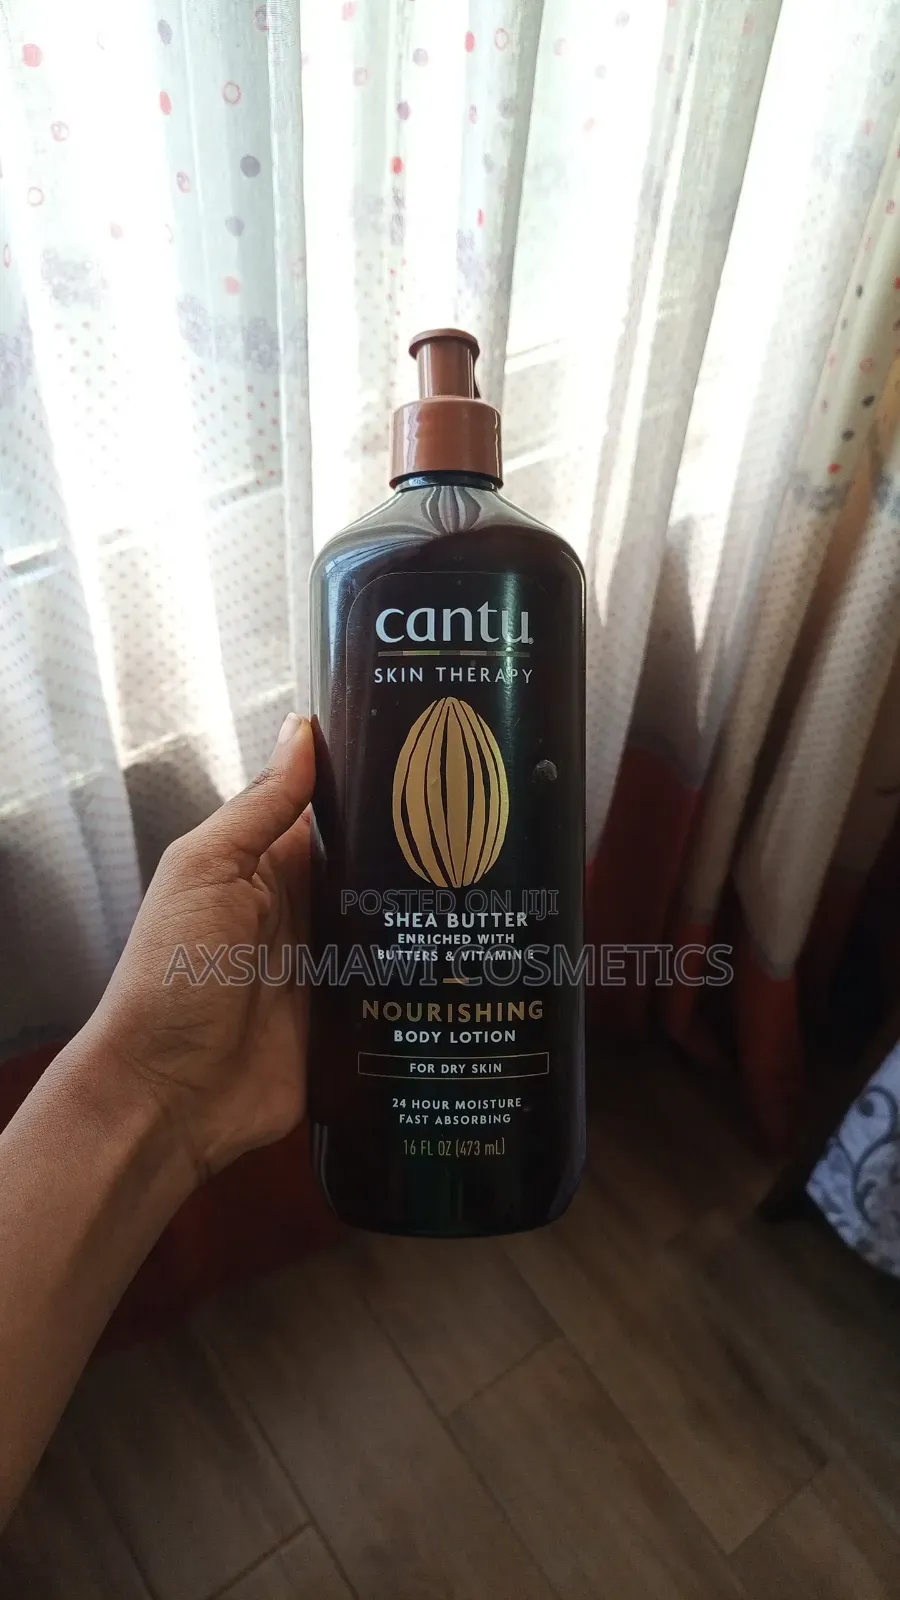 cantu
SKIN THERAPY
POSTED ON JIJI
SHEA BUTTER
ENRICHED WITH
BUTTERS & VITAMIN E
AXSUMAWI COSMETICS
NOURISHING
BODY LOTION
FOR DRY SKIN
24 HOUR MOISTURE
FAST ABSORBING
16 FL OZ (473 mL)